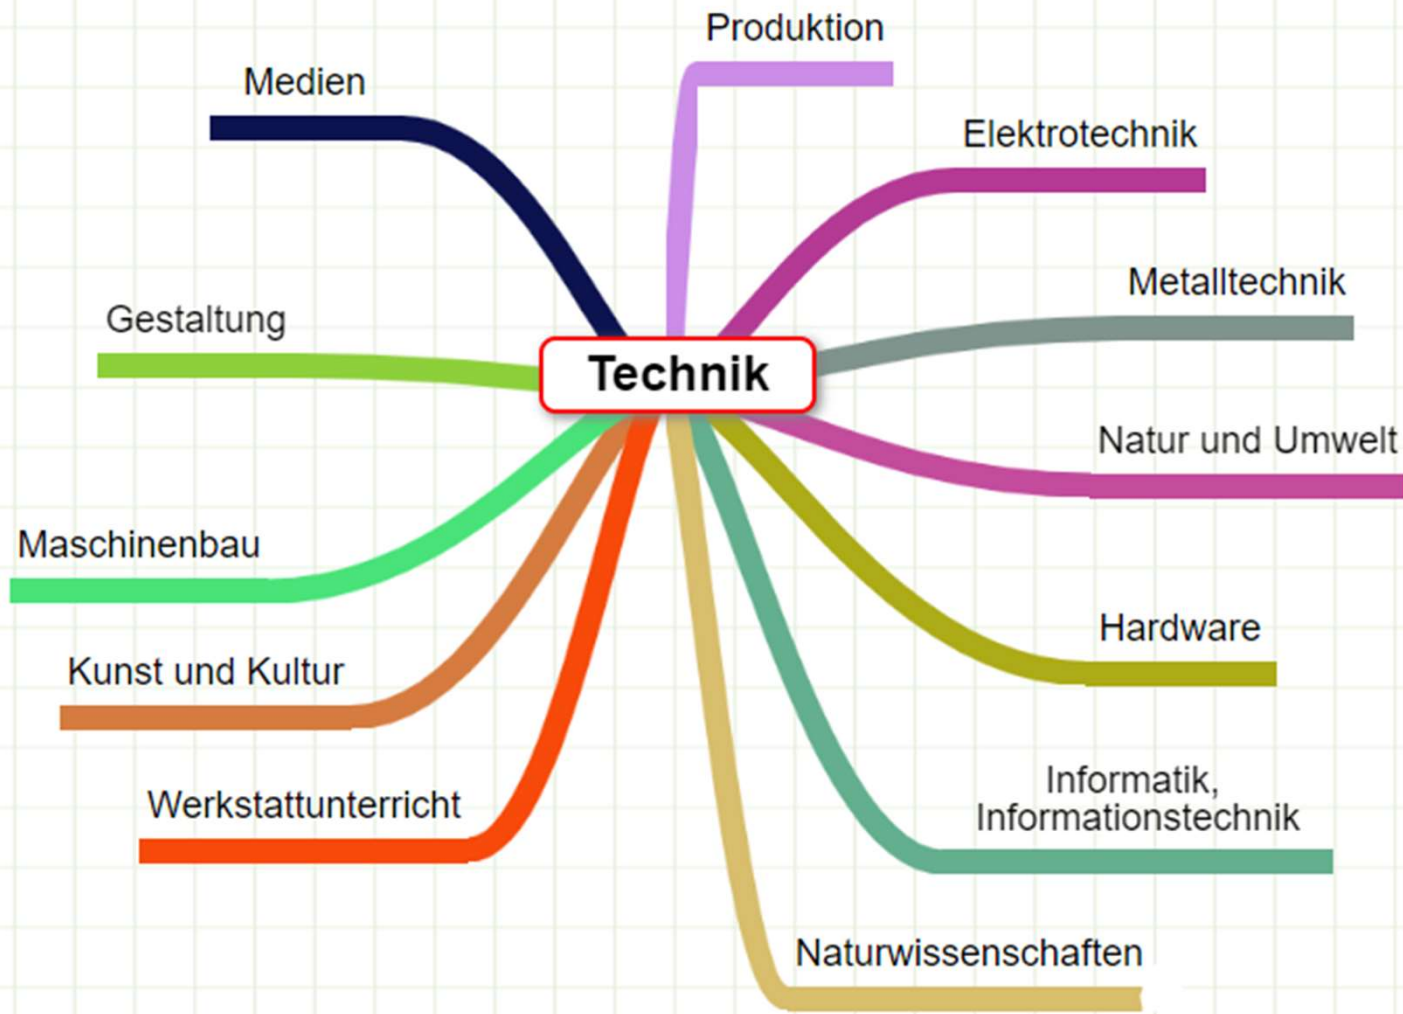 Produktion
Medien
Elektrotechnik
Metalltechnik
Gestaltung
Technik
Natur und Umwelt
Maschinenbau
Hardware
Kunst und Kultur
Informatik,
Informationstechnik
Werkstattunterricht
Naturwissenschaften